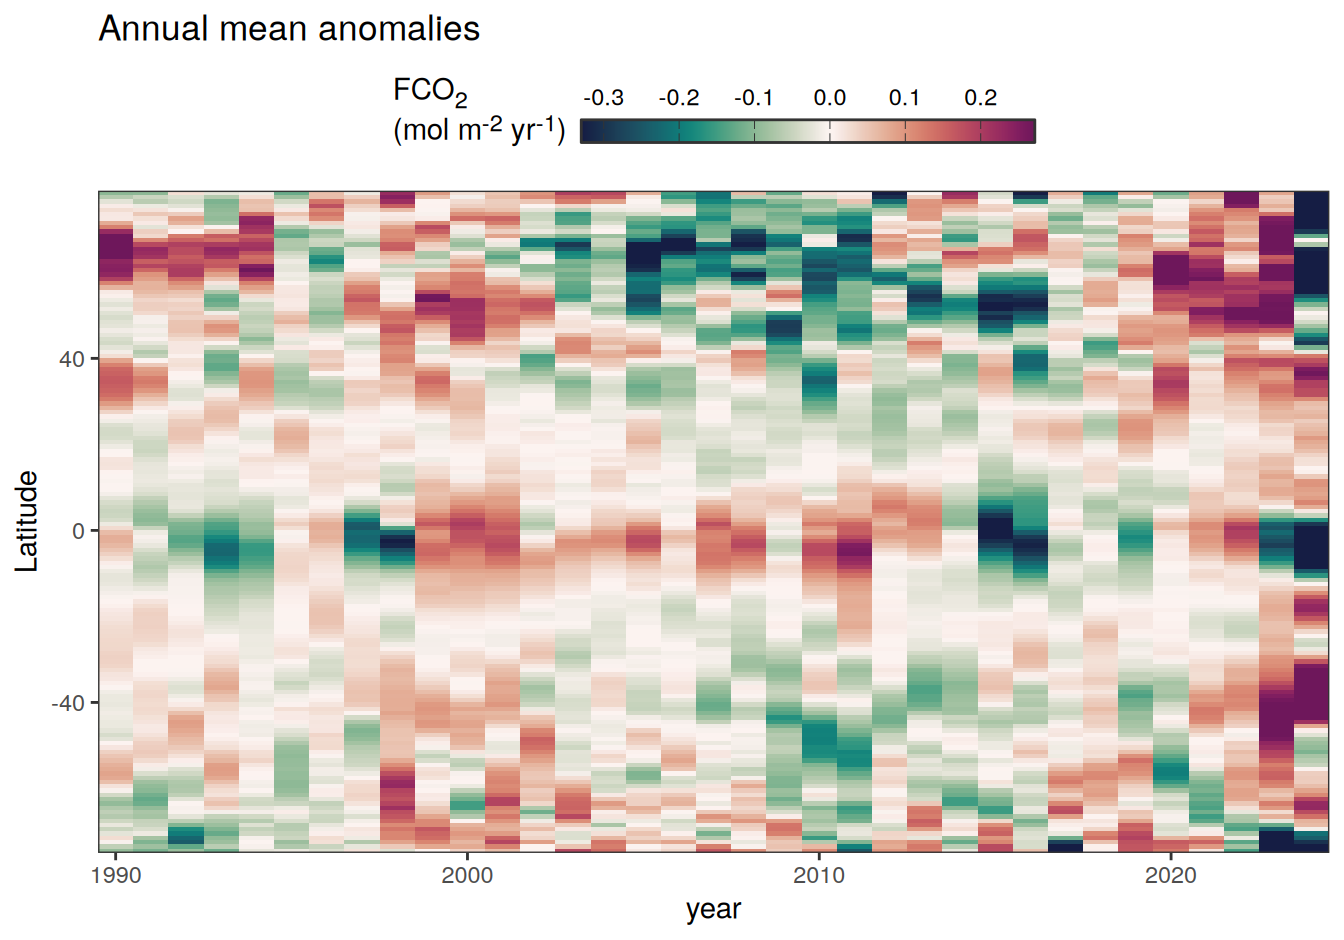 Annual mean anomalies
FCO₂
(mol m⁻² yr⁻¹)
-0.3 -0.2 -0.1 0.0 0.1 0.2
Latitude
40
0
-40
1990 2000 2010 2020
year